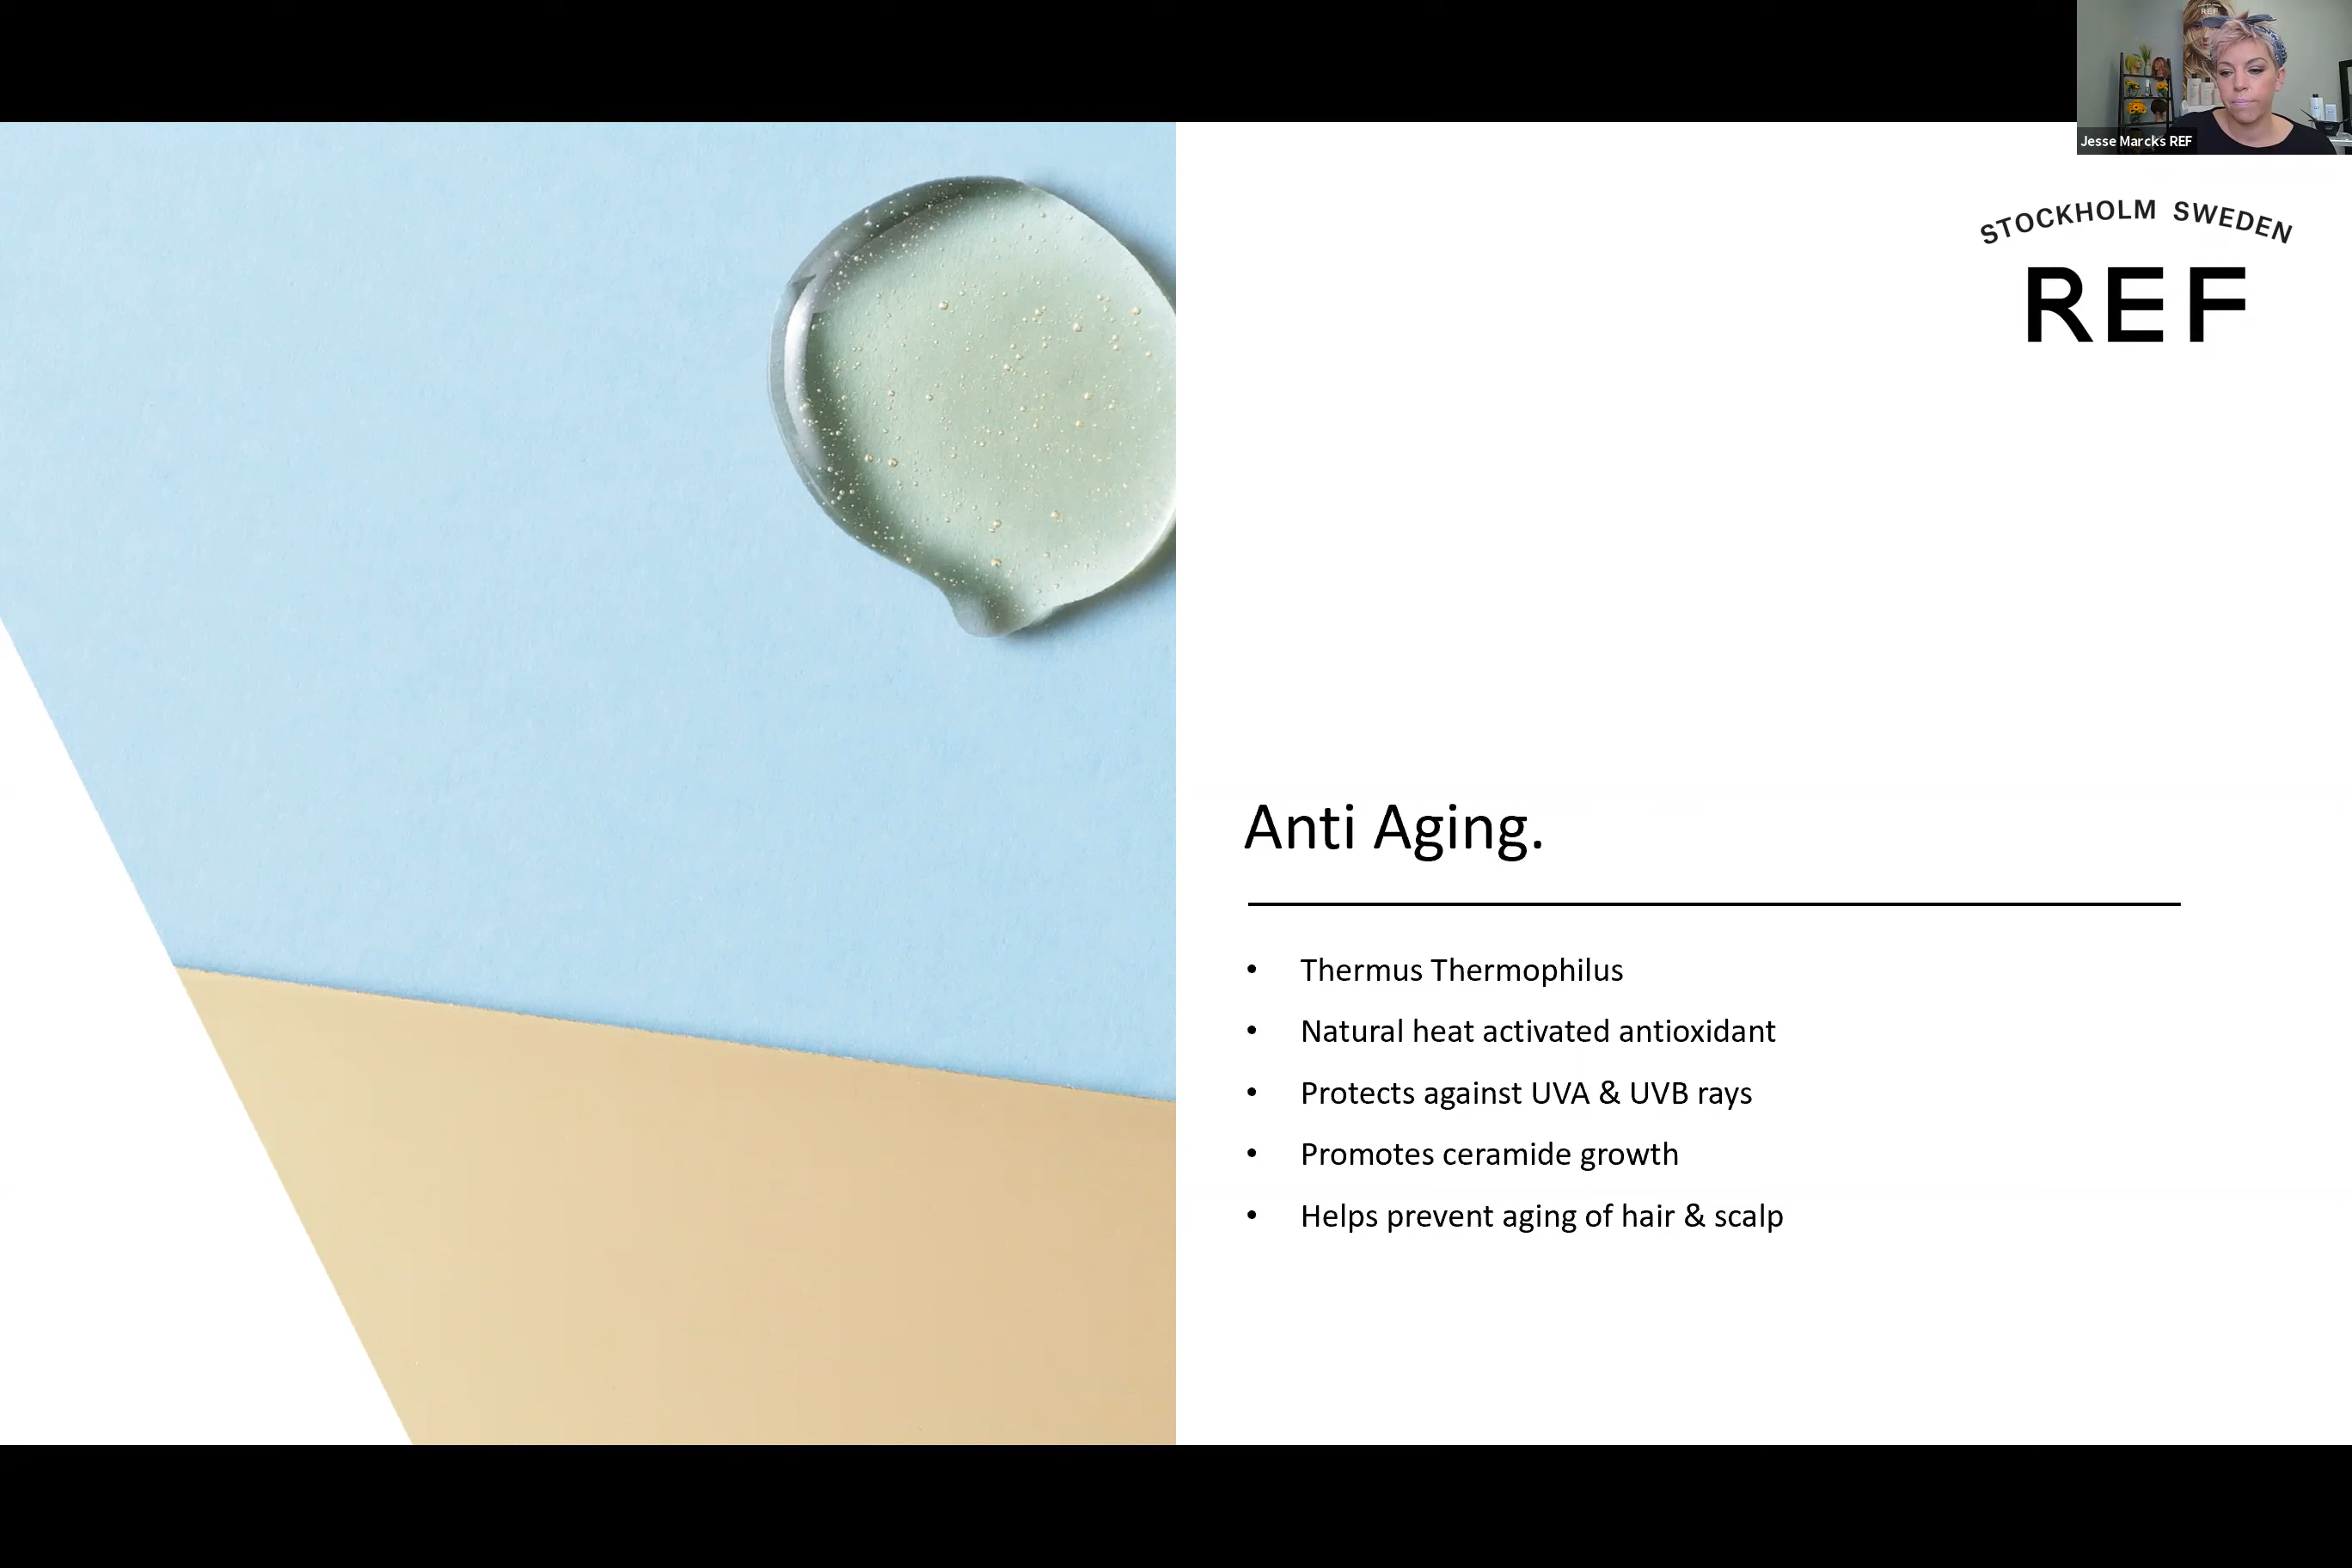 REF
Jesse Marcks REF
STOCKHOLM SWEDEN
REF
Anti Aging.
• Thermus Thermophilus
• Natural heat activated antioxidant
• Protects against UVA & UVB rays
• Promotes ceramide growth
• Helps prevent aging of hair & scalp